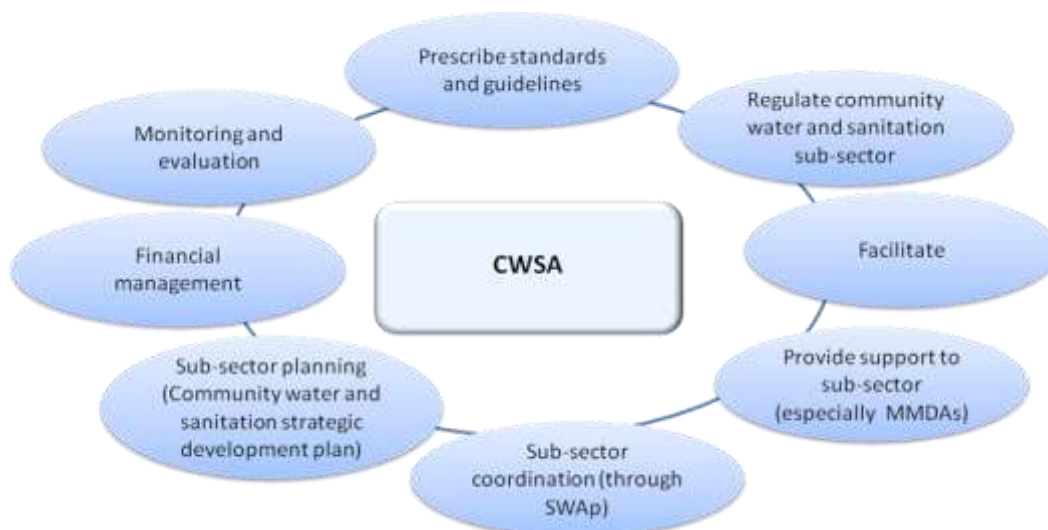 Prescribe standards
and guidelines
Regulate community
water and sanitation
sub-sector
Facilitate
Provide support to
sub-sector
(especially MMDAs)
Sub-sector
coordination (through
SWAp)
Sub-sector planning
(Community water and
sanitation strategic
development plan)
Financial
management
Monitoring and
evaluation
CWSA